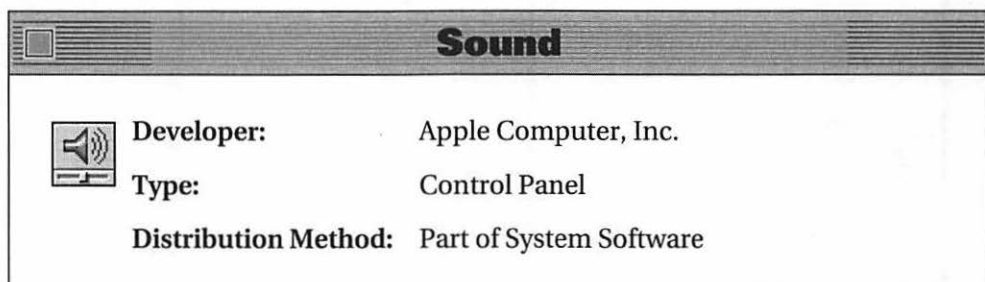 Sound
Developer: Apple Computer, Inc.
Type: Control Panel
Distribution Method: Part of System Software